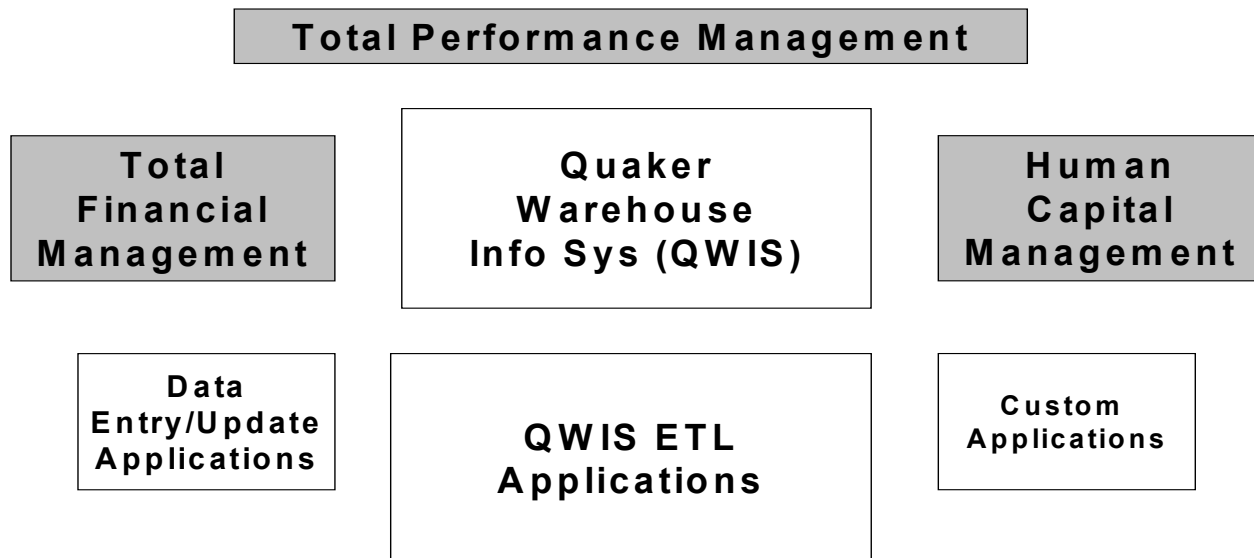 Total Performance Management
Total
Financial
Management
Quaker
Warehouse
Info Sys (QWIS)
Human
Capital
Management
Data
Entry/Update
Applications
QWIS ETL
Applications
Custom
Applications